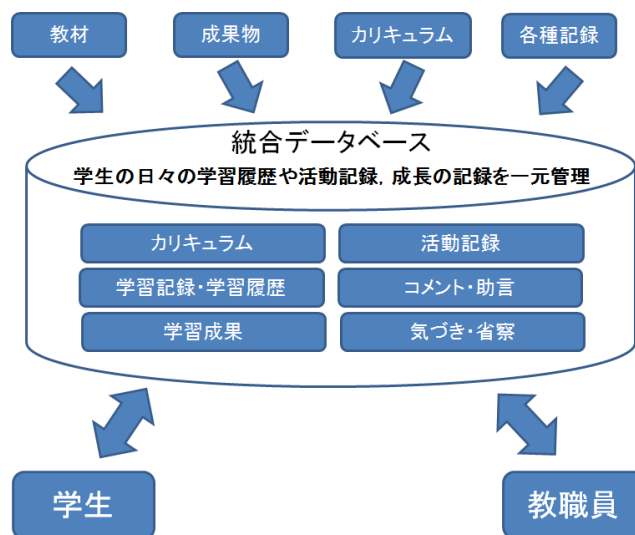 教材
成果物
カリキュラム
各種記録
統合データベース
学生の日々の学習履歴や活動記録, 成長の記録を一元管理
カリキュラム
活動記録
学習記録・学習履歴
コメント・助言
学習成果
気づき・省察
学生
教職員